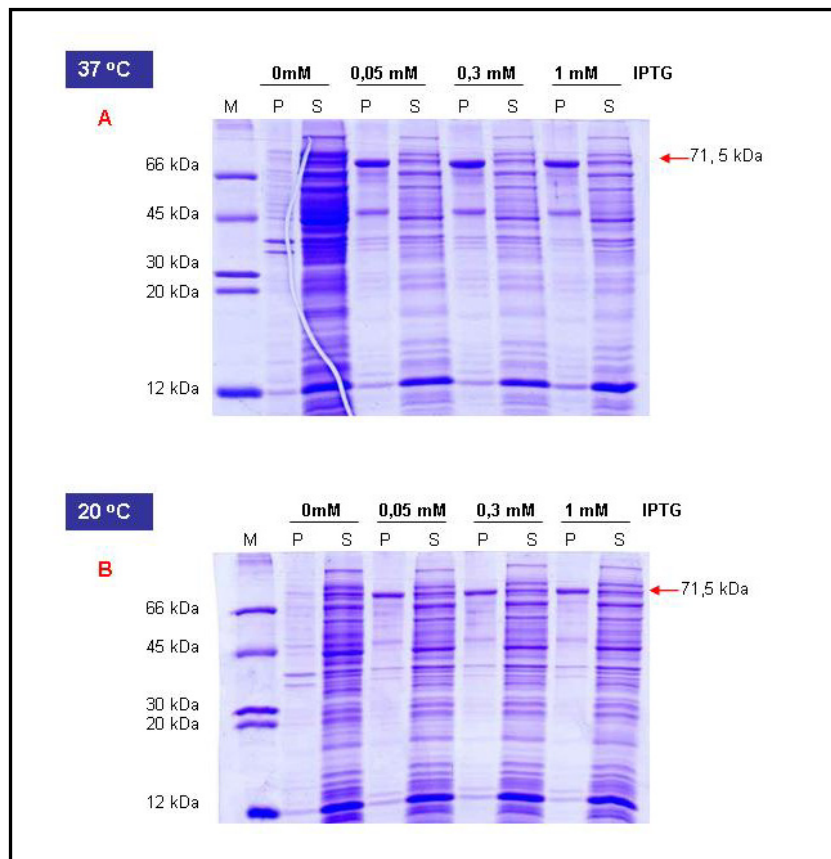 37 ºC
0mM 0,05 mM 0,3 mM 1 mM IPTG
M P S P S P S P S
A
71, 5 kDa
66 kDa
45 kDa
30 kDa
20 kDa
12 kDa
20 ºC
0mM 0,05 mM 0,3 mM 1 mM IPTG
M P S P S P S P S
B
71,5 kDa
66 kDa
45 kDa
30 kDa
20 kDa
12 kDa